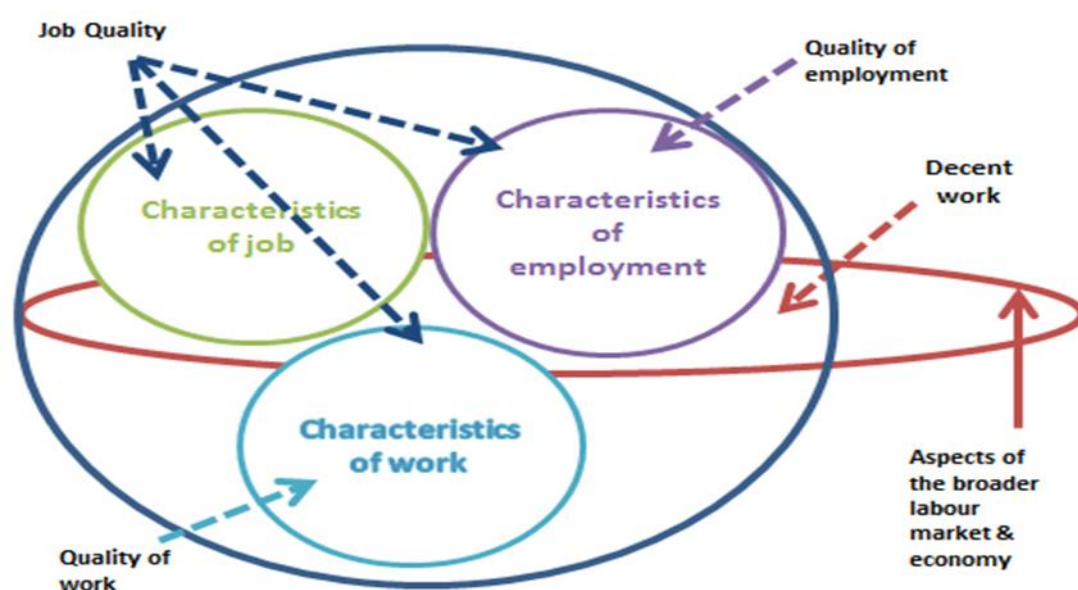 Job Quality
Quality of
employment
Decent
work
Characteristics
of job
Characteristics
of
employment
Characteristics
of work
Aspects of
the broader
labour
market &
economy
Quality of
work